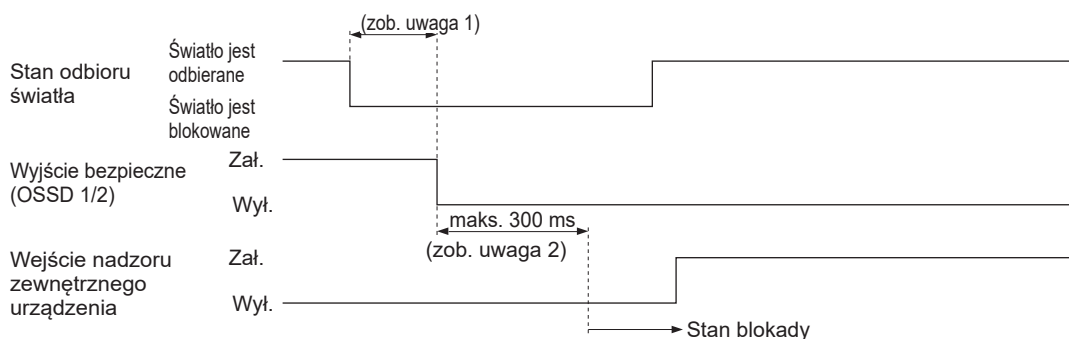 (zob. uwaga 1)
Stan odbioru
światła
Światło jest
odbierane
Światło jest
blokowane
Wyjście bezpieczne
(OSSD 1/2)
Zał.
Wył.
maks. 300 ms
(zob. uwaga 2)
Wejście nadzoru
zewnętrznego
urządzenia
Zał.
Wył.
Stan blokady